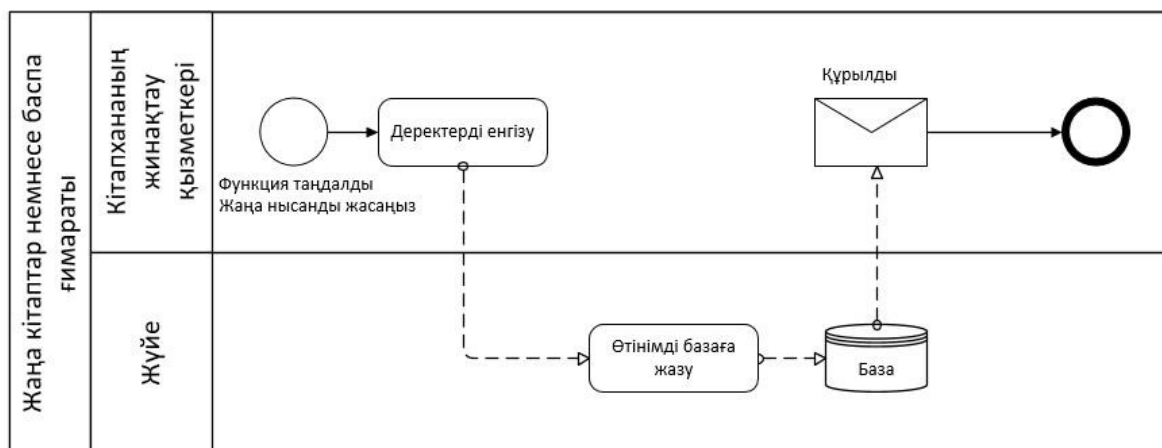 Жаңа кітаптар немнесе баспа
ғимараты
Кітапхананың
жинақтау
қызметкері
Функция таңдалды
Жаңа нысанды жасаңыз
Деректерді енгізу
Құрылды
Жүйе
Өтінімді базаға
жазу
База